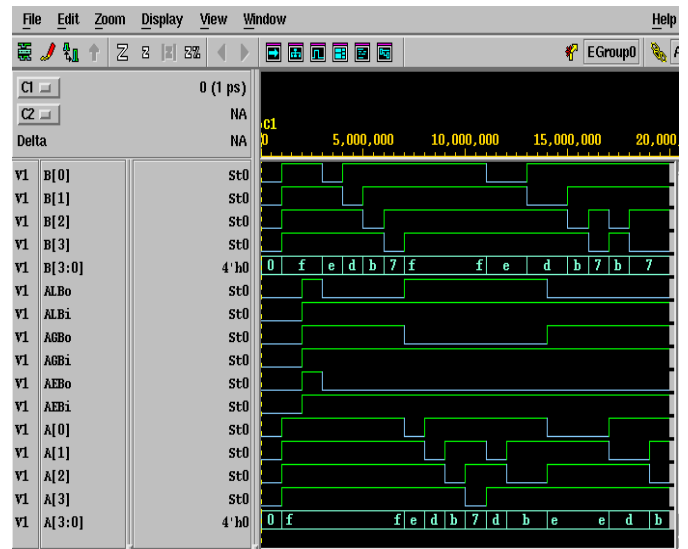 File Edit Zoom Display View Window Help
Z Z Z% EGroup0
C1 0 (1 ps)
C2 NA
Delta NA
C1
0 5,000,000 10,000,000 15,000,000 20,000
V1 B[0] St0
V1 B[1] St0
V1 B[2] St0
V1 B[3] St0
V1 B[3:0] 4'h0 0 f e d b 7 f f e d b 7 b 7
V1 ALBo St0
V1 ALBi St0
V1 AGBo St0
V1 AGBi St0
V1 AEBo St0
V1 AEBi St0
V1 A[0] St0
V1 A[1] St0
V1 A[2] St0
V1 A[3] St0
V1 A[3:0] 4'h0 0 f f e d b 7 d b e e d b